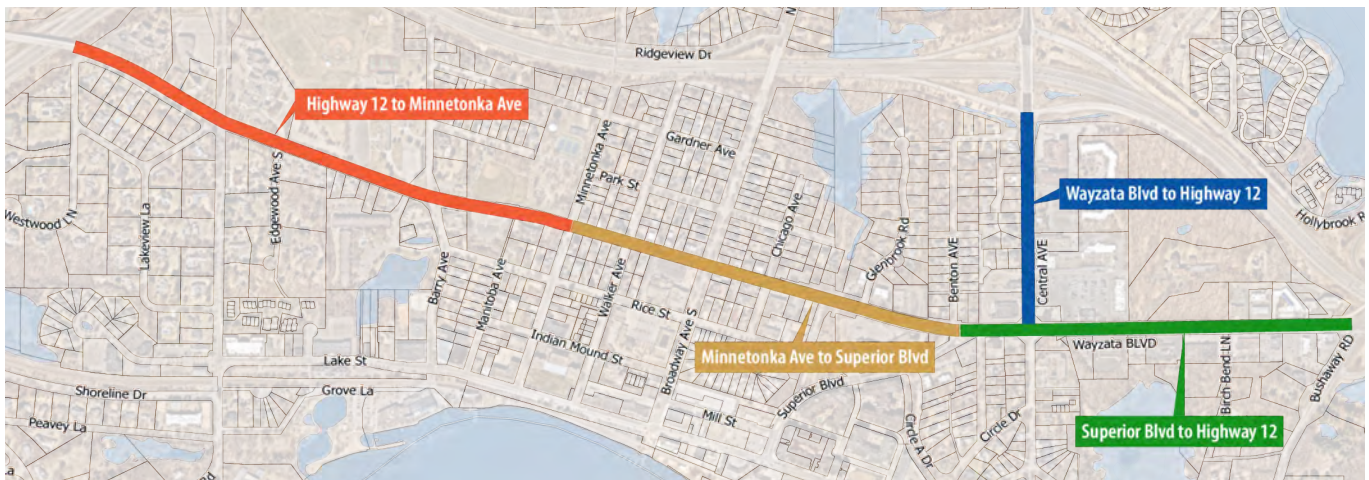 Ridgeview Dr
N
Highway 12 to Minnetonka Ave
Gardner Ave
Minnetonka Ave
Park St
Wayzata Blvd to Highway 12
Hollybrook R
Westwood LN
Lakeview La
Edgewood Ave S
Chicago Ave
Glenbrook Rd
Benton AVE
Central AVE
Barry Ave
Manitoba Ave
Walker Ave
Rice St
Indian Mound St
Broadway Ave S
Minnetonka Ave to Superior Blvd
Wayzata BLVD
Birch Bend LN
Bushaway RD
Lake St
Shoreline Dr
Grove La
Superior Blvd
Mill St
Peavey La
Circle A Dr
Circle Dr
Superior Blvd to Highway 12
La
Rd